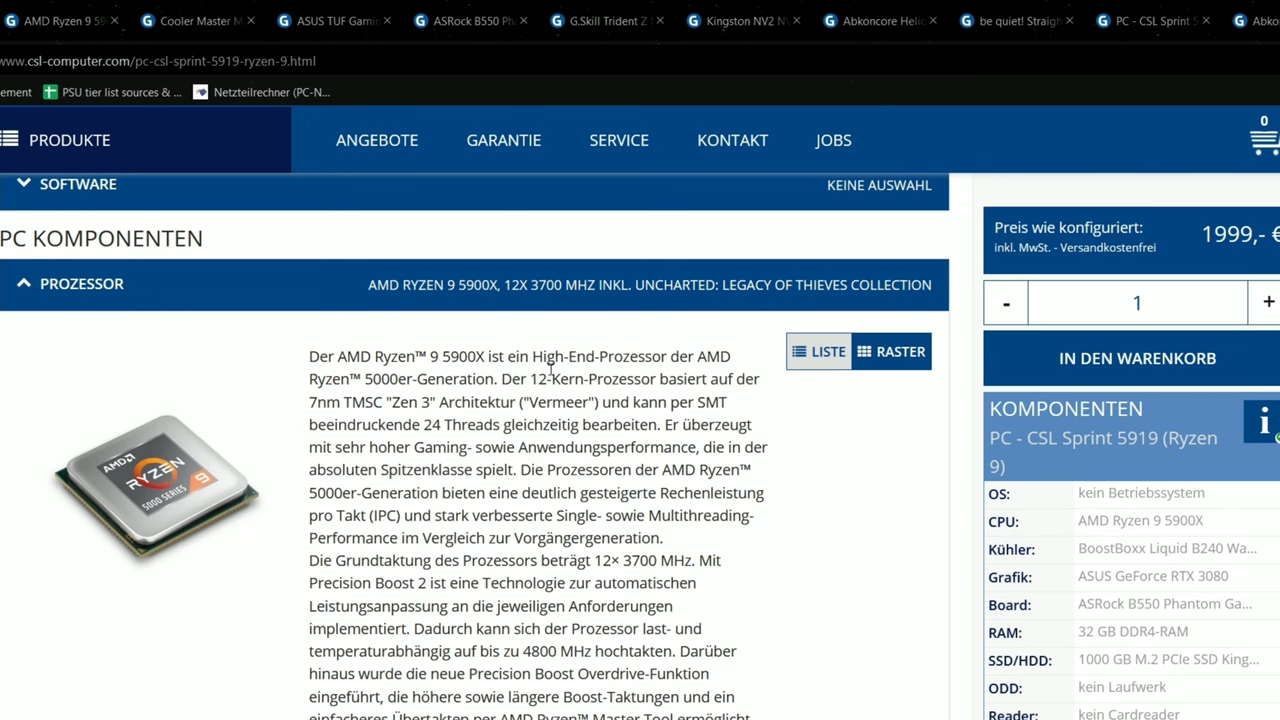 AMD Ryzen 9 59
Cooler Master M
ASUS TUF Gamin
ASRock B550 Ph
G.Skill Trident Z
Kingston NV2 NV
Abkoncore Helio
be quiet! Straigh
PC - CSL Sprint 5
Abko
www.csl-computer.com/pc-csl-sprint-5919-ryzen-9.html
ement
PSU tier list sources & ...
Netzteilrechner (PC-N...
PRODUKTE
ANGEBOTE
GARANTIE
SERVICE
KONTAKT
JOBS
0
SOFTWARE
KEINE AUSWAHL
PC KOMPONENTEN
PROZESSOR
AMD RYZEN 9 5900X, 12X 3700 MHZ INKL. UNCHARTED: LEGACY OF THIEVES COLLECTION
LISTE
RASTER
AMD
RYZEN
9
5000 SERIES
Der AMD Ryzen™ 9 5900X ist ein High-End-Prozessor der AMD
Ryzen™ 5000er-Generation. Der 12-Kern-Prozessor basiert auf der
7nm TMSC "Zen 3" Architektur ("Vermeer") und kann per SMT
beeindruckende 24 Threads gleichzeitig bearbeiten. Er überzeugt
mit sehr hoher Gaming- sowie Anwendungsperformance, die in der
absoluten Spitzenklasse spielt. Die Prozessoren der AMD Ryzen™
5000er-Generation bieten eine deutlich gesteigerte Rechenleistung
pro Takt (IPC) und stark verbesserte Single- sowie Multithreading-
Performance im Vergleich zur Vorgängergeneration.
Die Grundtaktung des Prozessors beträgt 12× 3700 MHz. Mit
Precision Boost 2 ist eine Technologie zur automatischen
Leistungsanpassung an die jeweiligen Anforderungen
implementiert. Dadurch kann sich der Prozessor last- und
temperaturabhängig auf bis zu 4800 MHz hochtakten. Darüber
hinaus wurde die neue Precision Boost Overdrive-Funktion
eingeführt, die höhere sowie längere Boost-Taktungen und ein
einfacheres Übertakten per AMD Ryzen™ Master Tool ermöglicht
Preis wie konfiguriert:
inkl. MwSt. - Versandkostenfrei
1999,- €
-
1
+
IN DEN WARENKORB
KOMPONENTEN
PC - CSL Sprint 5919 (Ryzen
9)
OS: kein Betriebssystem
CPU: AMD Ryzen 9 5900X
Kühler: BoostBoxx Liquid B240 Wa...
Grafik: ASUS GeForce RTX 3080
Board: ASRock B550 Phantom Ga...
RAM: 32 GB DDR4-RAM
SSD/HDD: 1000 GB M.2 PCIe SSD King...
ODD: kein Laufwerk
Reader: kein Cardreader